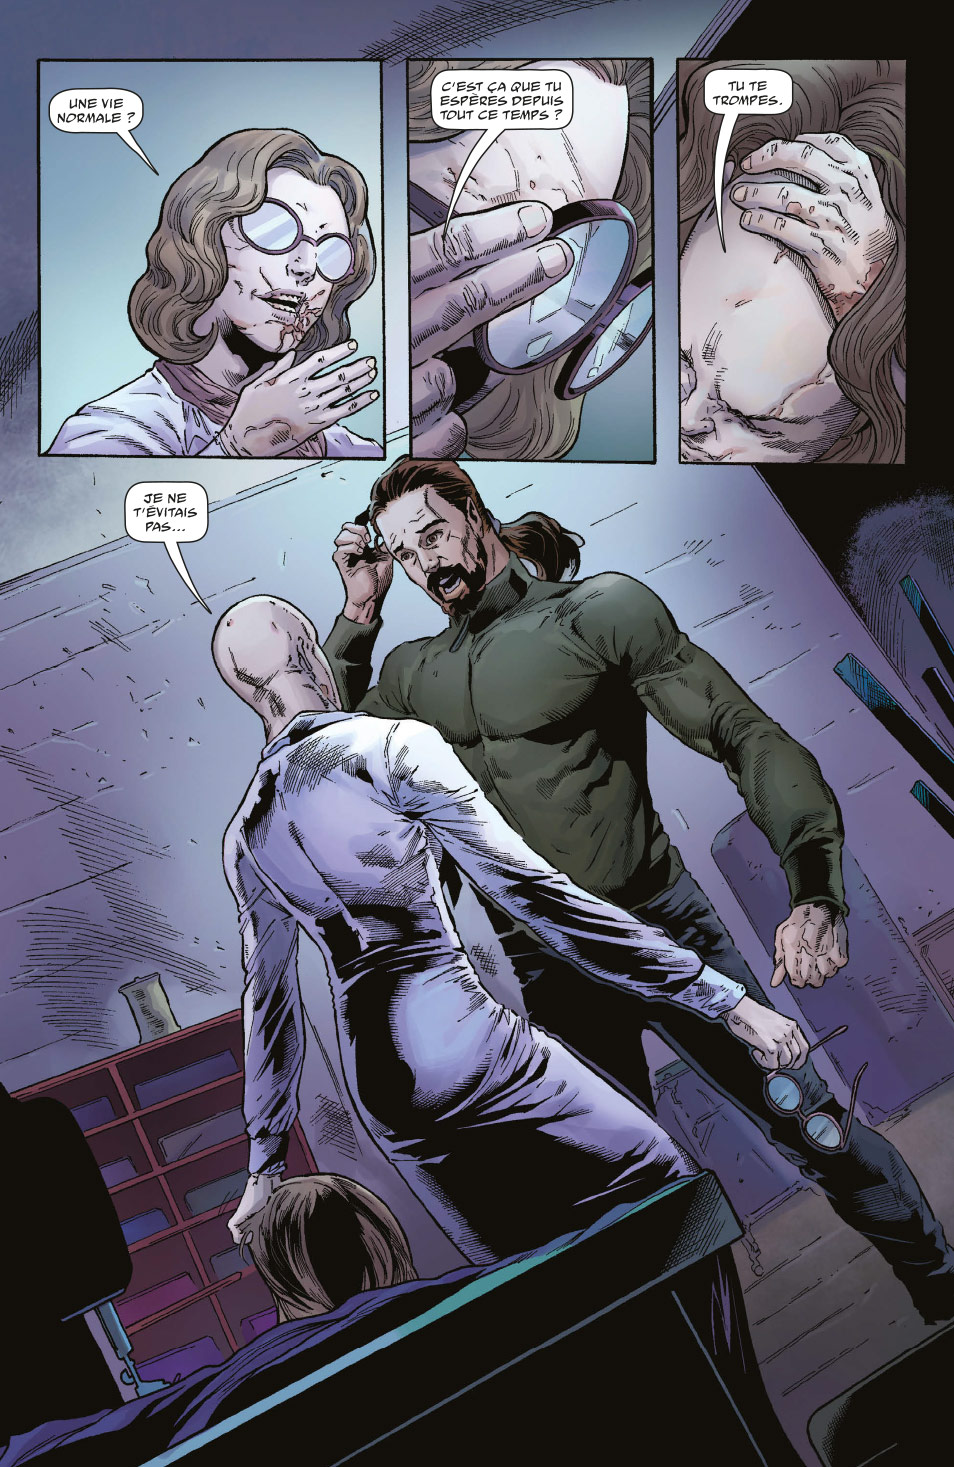 UNE VIE
NORMALE ?
C'EST ÇA QUE TU
ESPÈRES DEPUIS
TOUT CE TEMPS ?
TU TE
TROMPES.
JE NE
T'ÉVITAIS
PAS...